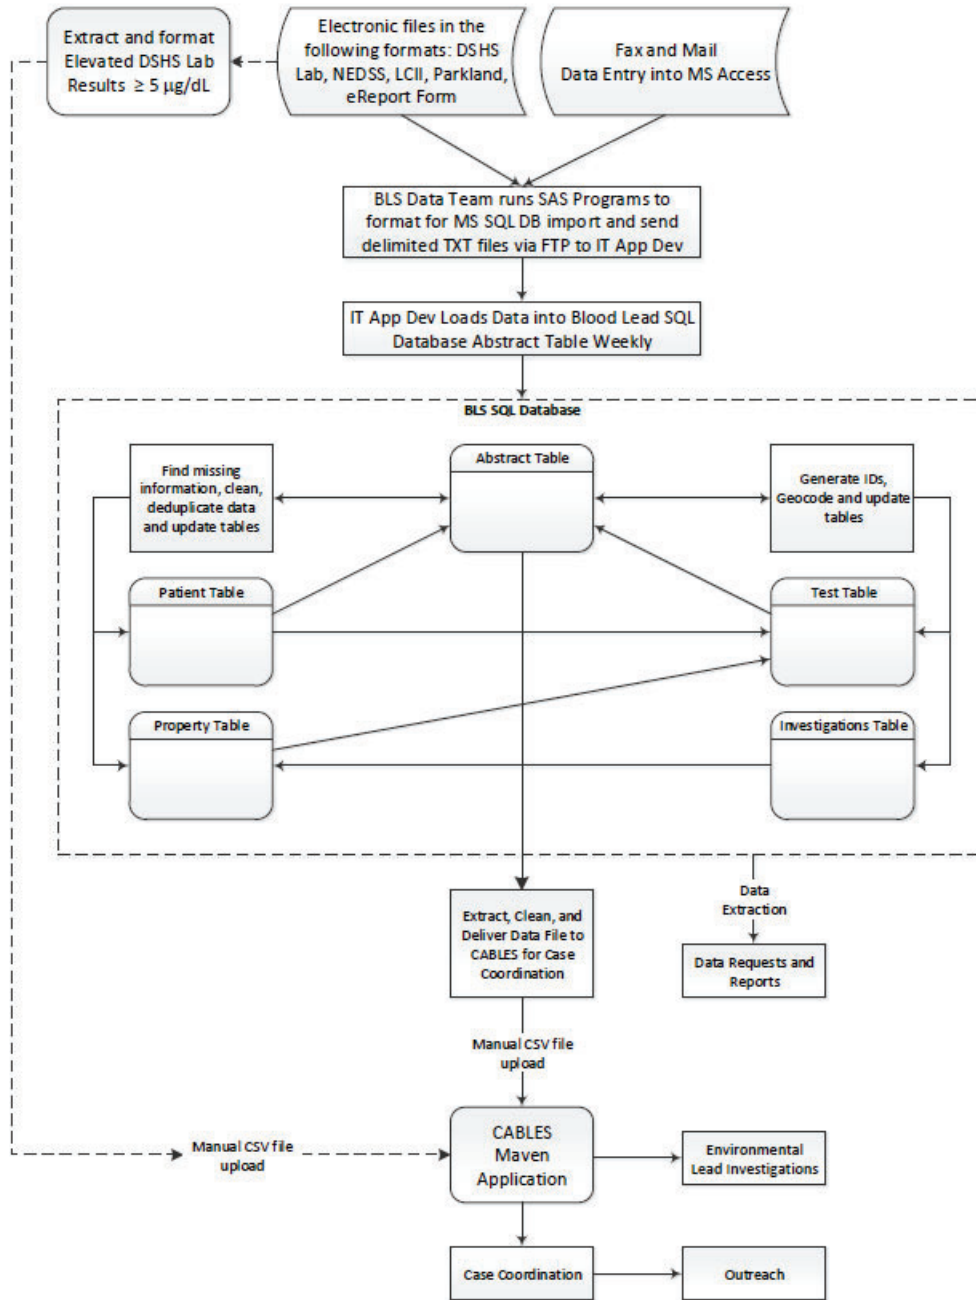 Extract and format
Elevated DSHS Lab
Results ≥ 5 µg/dL
Electronic files in the
following formats: DSHS
Lab, NEDSS, LCII, Parkland,
eReport Form
Fax and Mail
Data Entry into MS Access
BLS Data Team runs SAS Programs to
format for MS SQL DB import and send
delimited TXT files via FTP to IT App Dev
IT App Dev Loads Data into Blood Lead SQL
Database Abstract Table Weekly
BLS SQL Database
Find missing
information, clean,
deduplicate data
and update tables
Abstract Table
Generate IDs,
Geocode and update
tables
Patient Table
Test Table
Property Table
Investigations Table
Extract, Clean, and
Deliver Data File to
CABLES for Case
Coordination
Data
Extraction
Data Requests and
Reports
Manual CSV file
upload
Manual CSV file
upload
CABLES
Maven
Application
Environmental
Lead Investigations
Case Coordination
Outreach